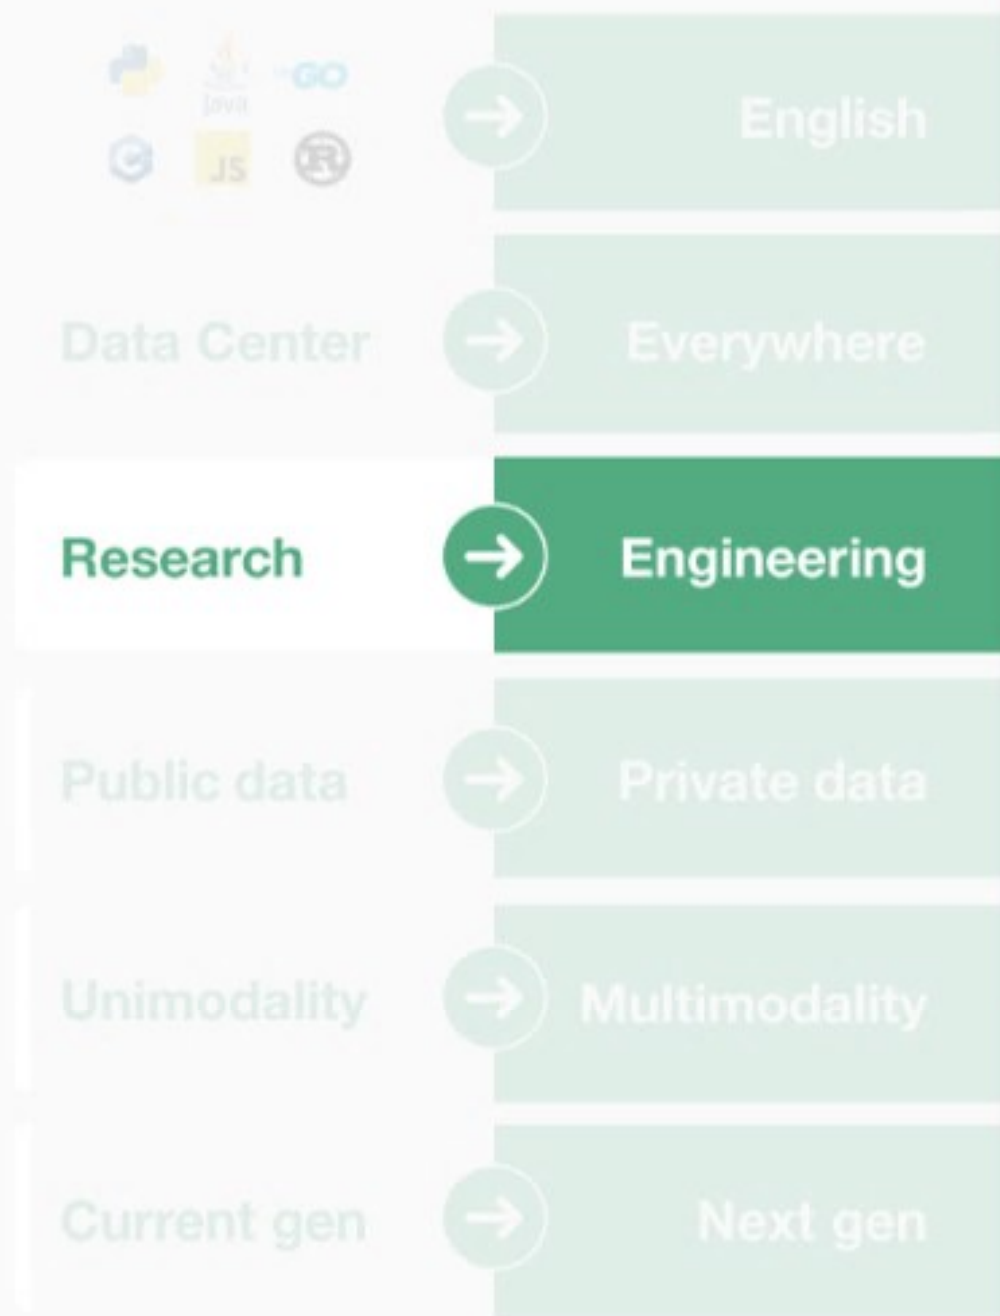 Java
GO
C
JS
R
English
Data Center
Everywhere
Research
Engineering
Public data
Private data
Unimodality
Multimodality
Current gen
Next gen